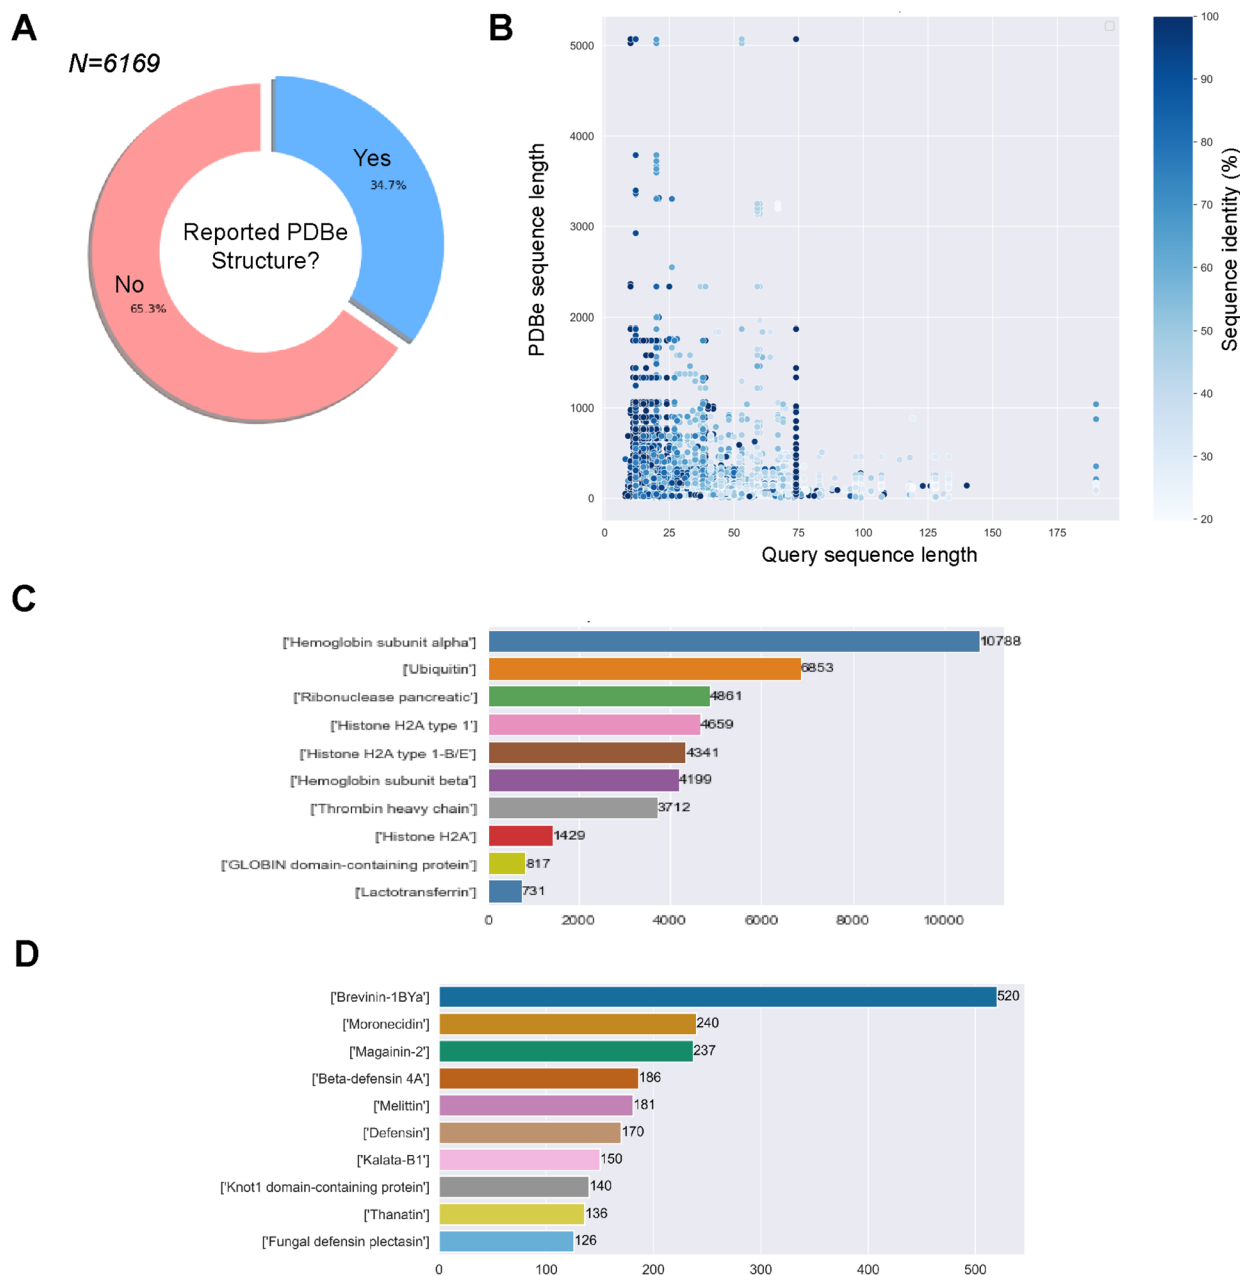 A
N=6169
Yes
34.7%
Reported PDBe
Structure?
No
65.3%
B
PDBe sequence length
5000
4000
3000
2000
1000
0
0 25 50 75 100 125 150 175
Query sequence length
100
90
80
70
60
50
40
30
20
Sequence identity (%)
C
['Hemoglobin subunit alpha'] 10788
['Ubiquitin'] 6853
['Ribonuclease pancreatic'] 4861
['Histone H2A type 1'] 4659
['Histone H2A type 1-B/E'] 4341
['Hemoglobin subunit beta'] 4199
['Thrombin heavy chain'] 3712
['Histone H2A'] 1429
['GLOBIN domain-containing protein'] 817
['Lactotransferrin'] 731
0 2000 4000 6000 8000 10000
D
['Brevinin-1BYa'] 520
['Moronecidin'] 240
['Magainin-2'] 237
['Beta-defensin 4A'] 186
['Melittin'] 181
['Defensin'] 170
['Kalata-B1'] 150
['Knot1 domain-containing protein'] 140
['Thanatin'] 136
['Fungal defensin plectasin'] 126
0 100 200 300 400 500